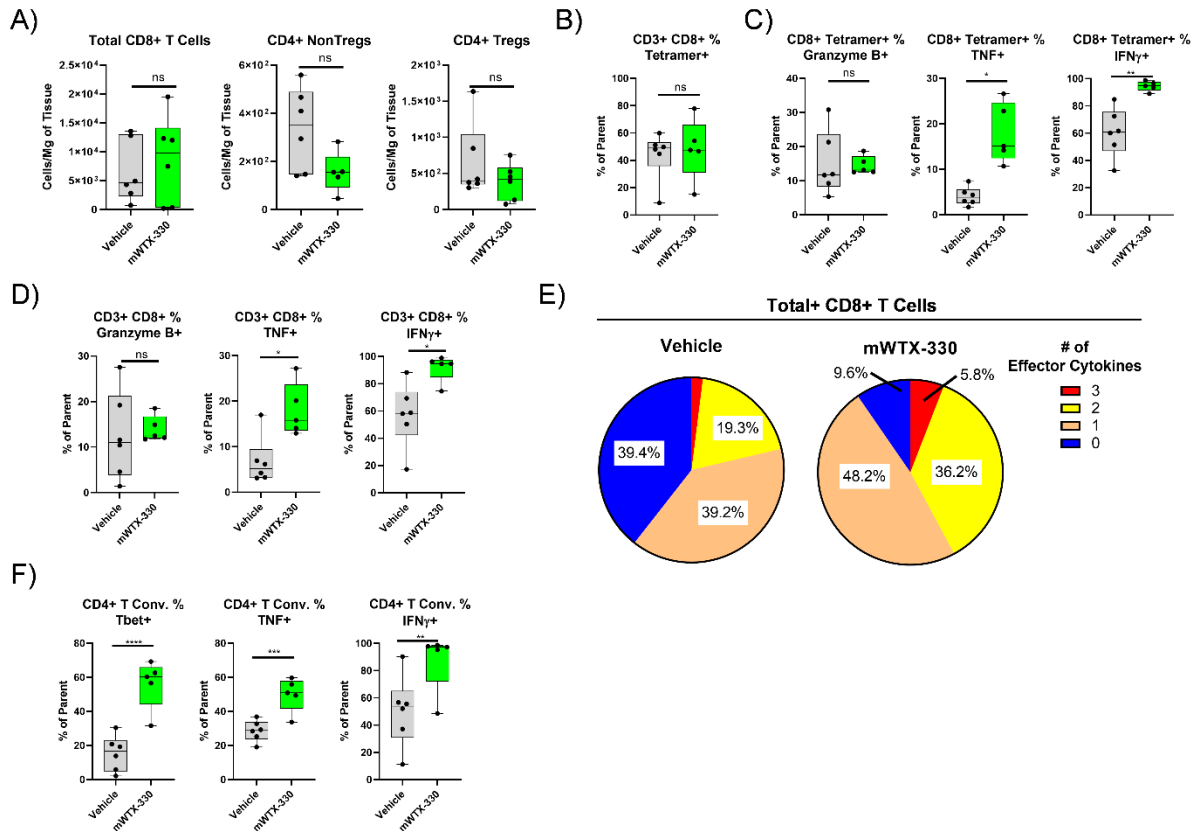 A)
Total CD8+ T Cells
Cells/Mg of Tissue
2.5×10⁴
2.0×10⁴
1.5×10⁴
1.0×10⁴
5×10³
0
ns
Vehicle
mWTX-330
CD4+ NonTregs
Cells/Mg of Tissue
6×10²
4×10²
2×10²
0
ns
Vehicle
mWTX-330
CD4+ Tregs
Cells/Mg of Tissue
2×10³
2×10³
1×10³
5×10²
0
ns
Vehicle
mWTX-330
B)
CD3+ CD8+ %
Tetramer+
% of Parent
100
80
60
40
20
0
ns
Vehicle
mWTX-330
C)
CD8+ Tetramer+ %
Granzyme B+
% of Parent
40
30
20
10
0
ns
Vehicle
mWTX-330
CD8+ Tetramer+ %
TNF+
% of Parent
30
20
10
0
*
Vehicle
mWTX-330
CD8+ Tetramer+ %
IFNγ+
% of Parent
100
80
60
40
20
0
**
Vehicle
mWTX-330
D)
CD3+ CD8+ %
Granzyme B+
% of Parent
30
20
10
0
ns
Vehicle
mWTX-330
CD3+ CD8+ %
TNF+
% of Parent
30
20
10
0
*
Vehicle
mWTX-330
CD3+ CD8+ %
IFNγ+
% of Parent
100
80
60
40
20
0
*
Vehicle
mWTX-330
E)
Total+ CD8+ T Cells
Vehicle
39.4%
19.3%
39.2%
mWTX-330
9.6%
5.8%
48.2%
36.2%
# of
Effector Cytokines
3
2
1
0
F)
CD4+ T Conv. %
Tbet+
% of Parent
80
60
40
20
0
****
Vehicle
mWTX-330
CD4+ T Conv. %
TNF+
% of Parent
80
60
40
20
0
***
Vehicle
mWTX-330
CD4+ T Conv. %
IFNγ+
% of Parent
100
80
60
40
20
0
**
Vehicle
mWTX-330